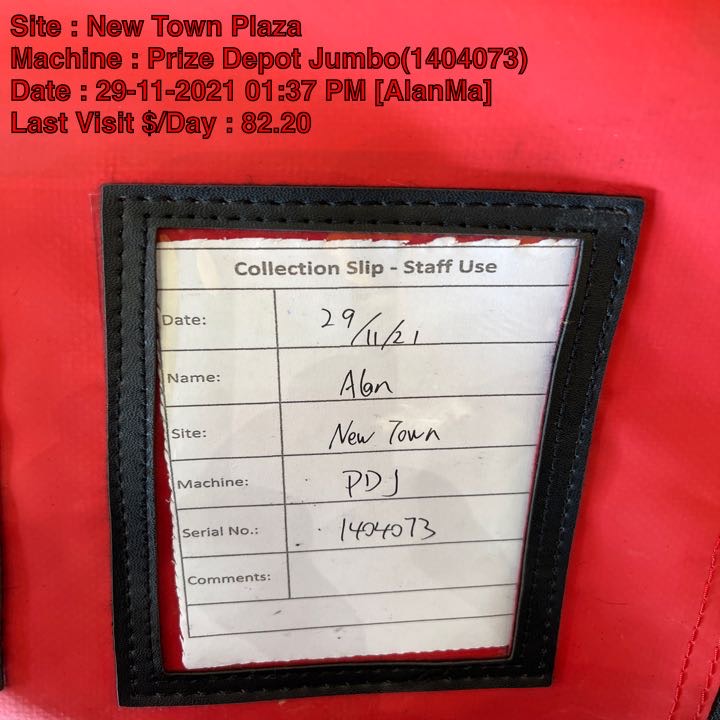 Site : New Town Plaza
Machine : Prize Depot Jumbo(1404073)
Date : 29-11-2021 01:37 PM [AlanMa]
Last Visit $/Day : 82.20
Collection Slip - Staff Use
Date: 29/11/21
Name: Alan
Site: New Town
Machine: PDJ
Serial No.: 1404073
Comments: